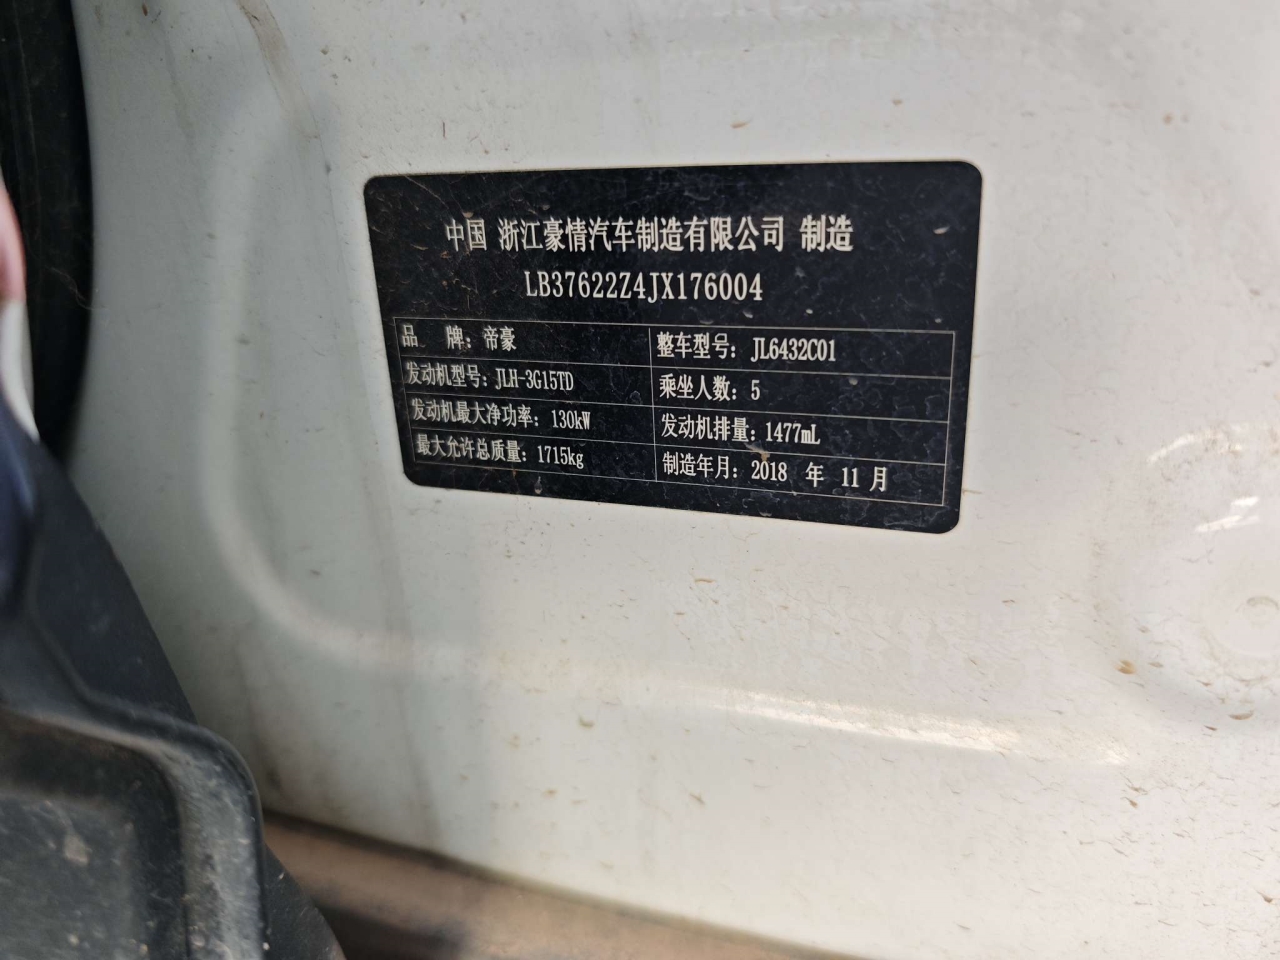 中国 浙江豪情汽车制造有限公司 制造
LB37622Z4JX176004
品 牌：帝豪 整车型号：JL6432C01
发动机型号：JLH-3G15TD 乘坐人数：5
发动机最大净功率：130kW 发动机排量：1477mL
最大允许总质量：1715kg 制造年月：2018 年 11 月